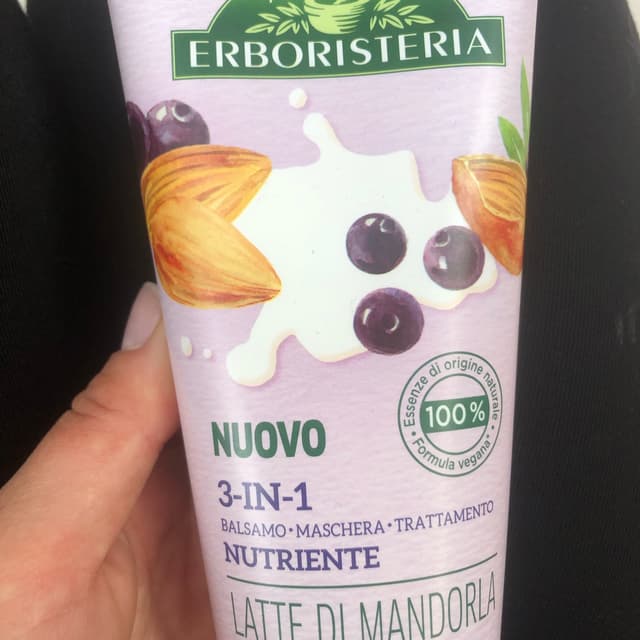 ERBORISTERIA
Essenze di origine naturale
100%
Formula vegana*
NUOVO
3-IN-1
BALSAMO•MASCHERA•TRATTAMENTO
NUTRIENTE
LATTE DI MANDORLA